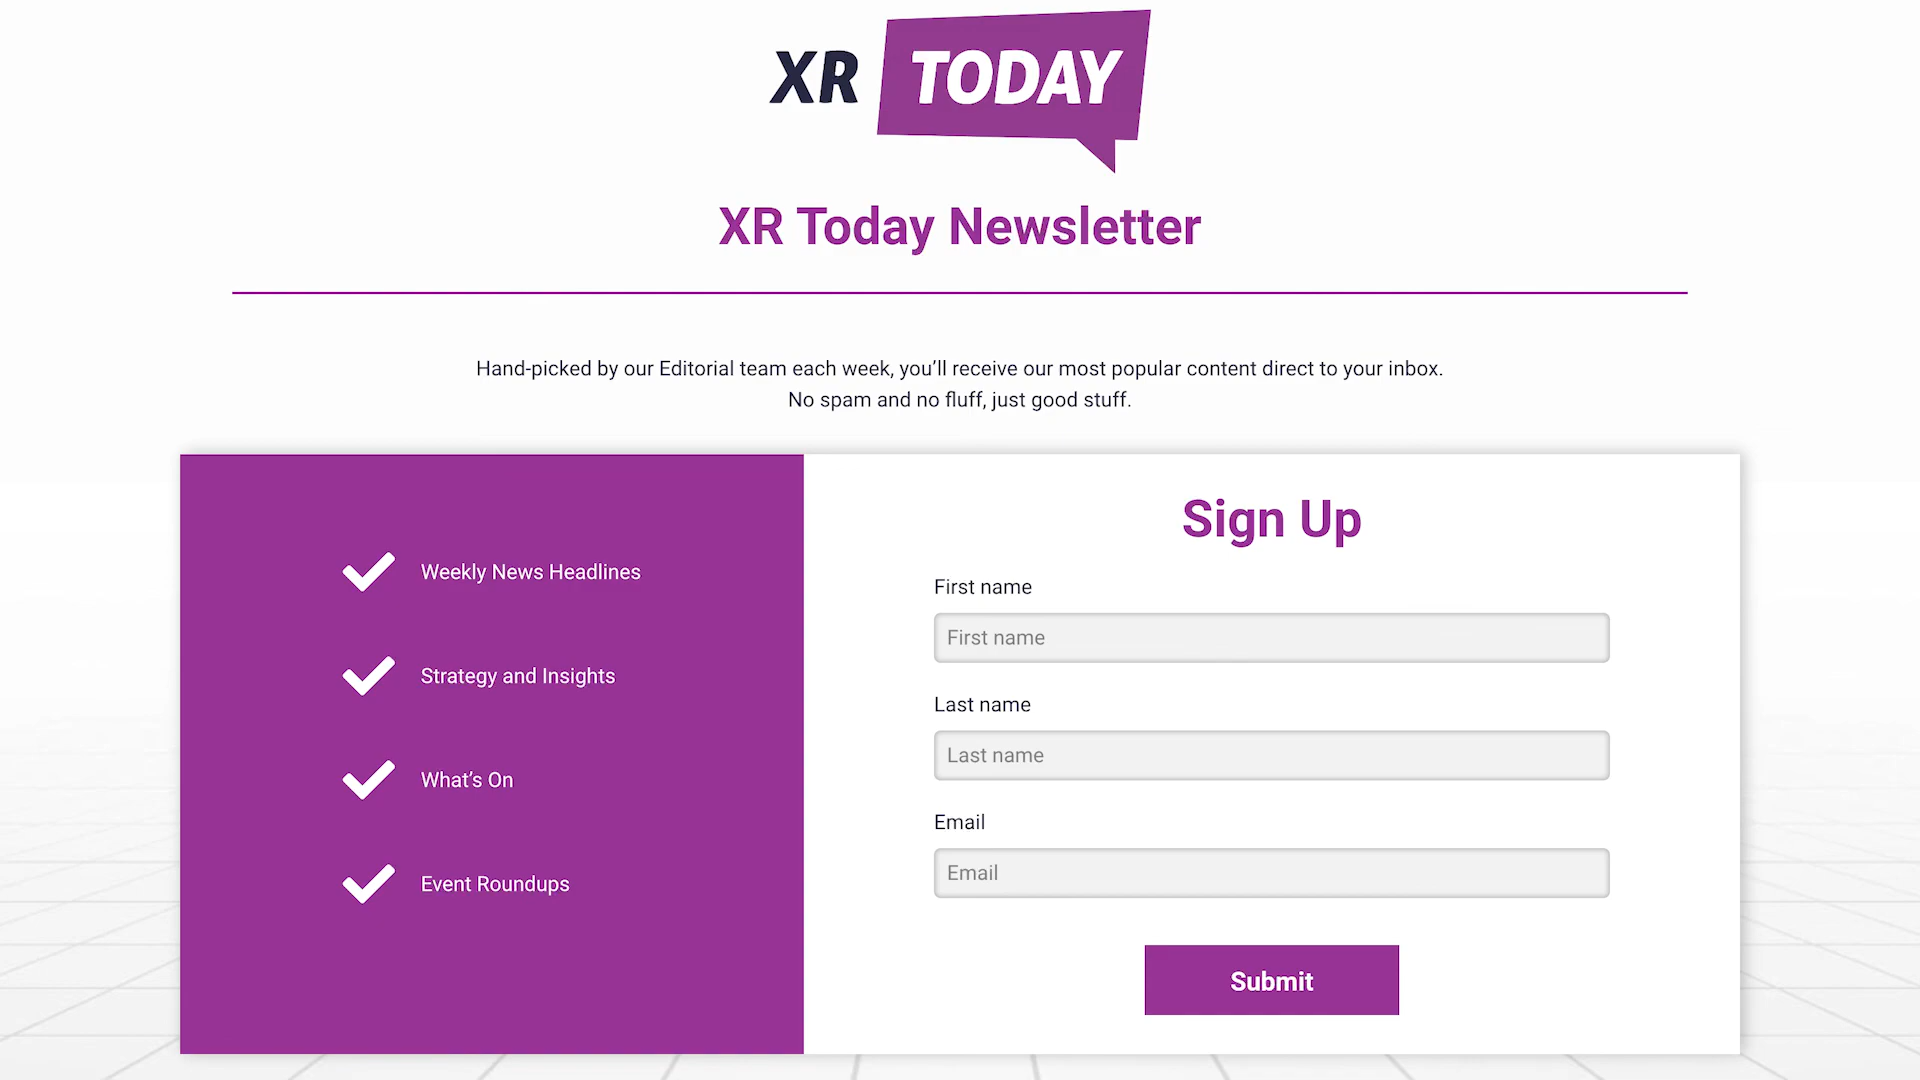 XR TODAY
XR Today Newsletter
Hand-picked by our Editorial team each week, you’ll receive our most popular content direct to your inbox.
No spam and no fluff, just good stuff.
Weekly News Headlines
Strategy and Insights
What’s On
Event Roundups
Sign Up
First name
First name
Last name
Last name
Email
Email
Submit